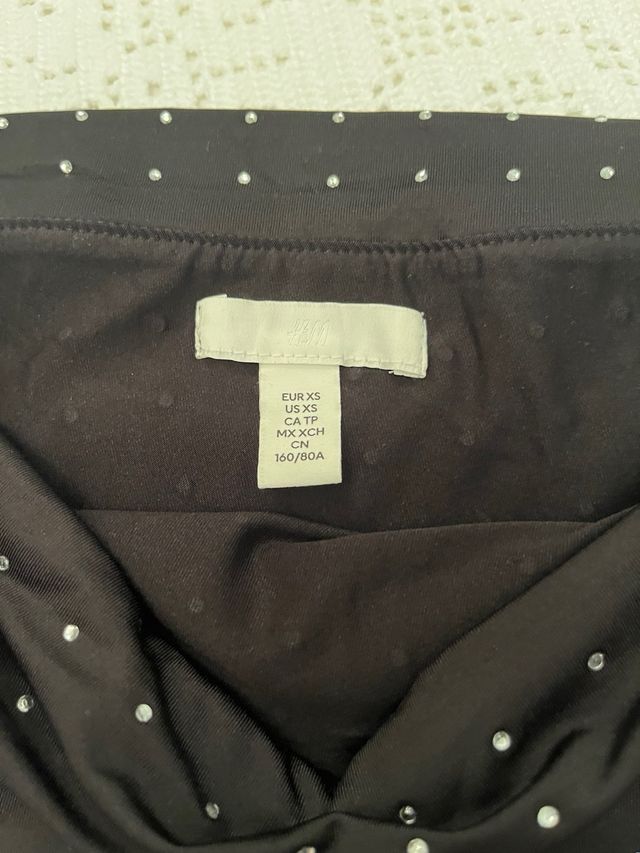 H&M
EUR XS
US XS
CA TP
MX XCH
CN
160/80A